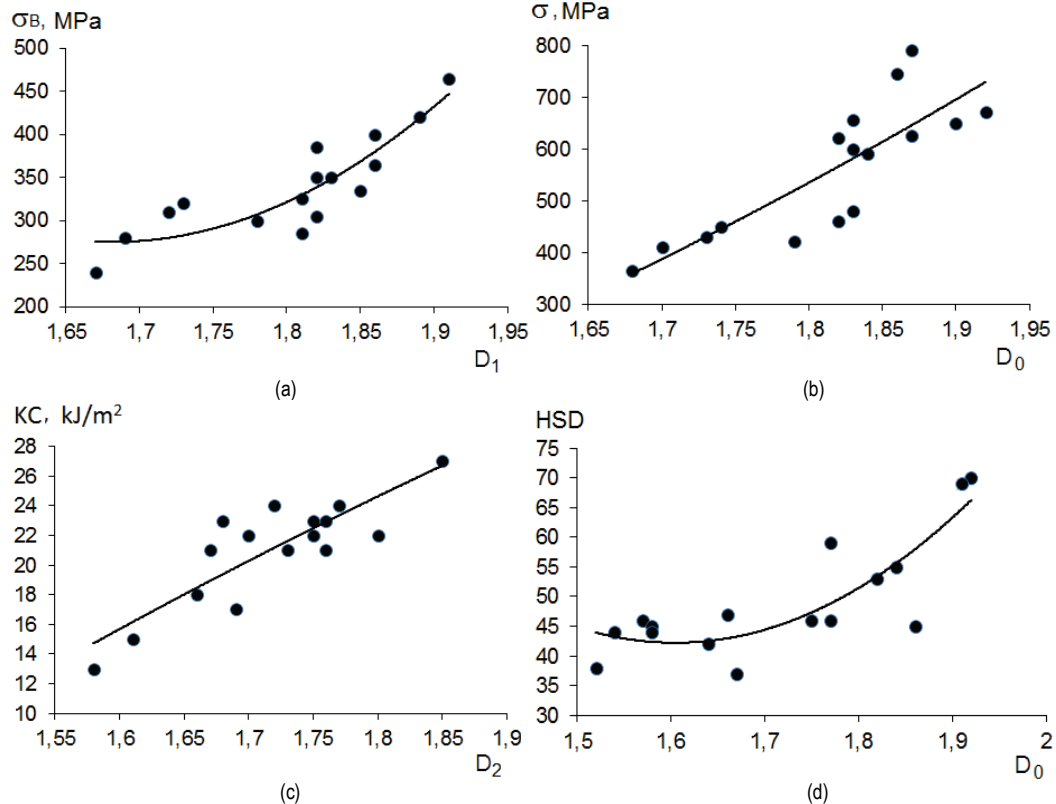 σB, MPa
500
450
400
350
300
250
200
1,65 1,7 1,75 1,8 1,85 1,9 1,95
D1
(a)
σ, MPa
800
700
600
500
400
300
1,65 1,7 1,75 1,8 1,85 1,9 1,95
D0
(b)
KC, kJ/m²
28
26
24
22
20
18
16
14
12
10
1,55 1,6 1,65 1,7 1,75 1,8 1,85 1,9
D2
(c)
HSD
75
70
65
60
55
50
45
40
35
30
1,5 1,6 1,7 1,8 1,9 2
D0
(d)